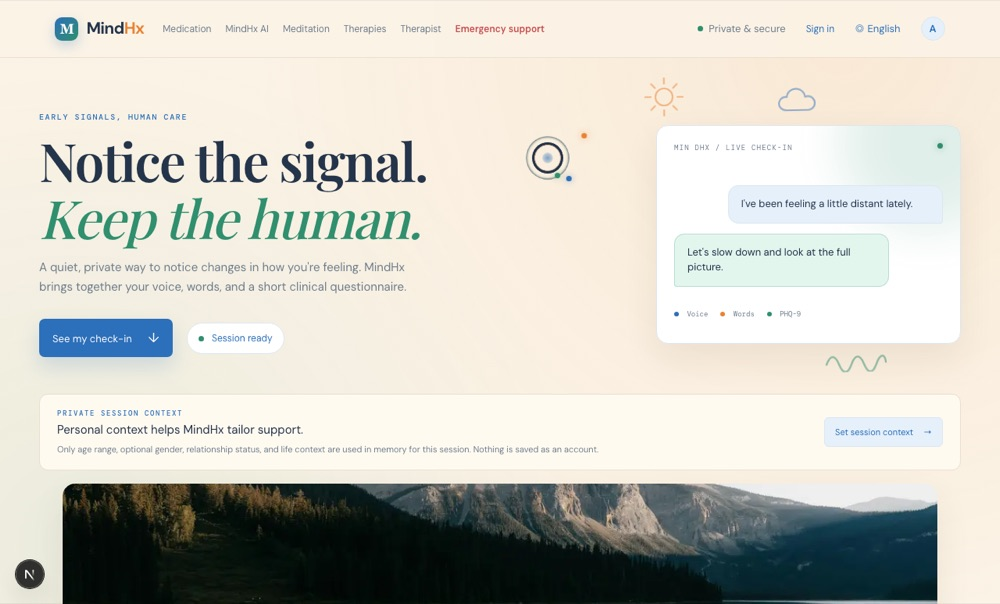 M MindHx
Medication
MindHx AI
Meditation
Therapies
Therapist
Emergency support
Private & secure
Sign in
English
A
EARLY SIGNALS, HUMAN CARE
Notice the signal.
Keep the human.
A quiet, private way to notice changes in how you're feeling. MindHx
brings together your voice, words, and a short clinical questionnaire.
See my check-in ↓
Session ready
MIN DHX / LIVE CHECK-IN
I've been feeling a little distant lately.
Let's slow down and look at the full
picture.
Voice
Words
PHQ-9
PRIVATE SESSION CONTEXT
Personal context helps MindHx tailor support.
Only age range, optional gender, relationship status, and life context are used in memory for this session. Nothing is saved as an account.
Set session context →
N